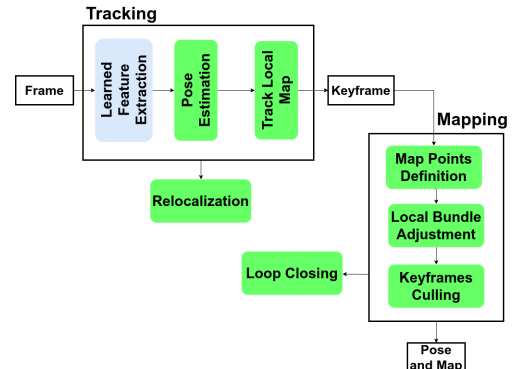 Tracking
Frame
Learned
Feature
Extraction
Pose
Estimation
Track Local
Map
Keyframe
Relocalization
Mapping
Map Points
Definition
Local Bundle
Adjustment
Keyframes
Culling
Loop Closing
Pose
and Map